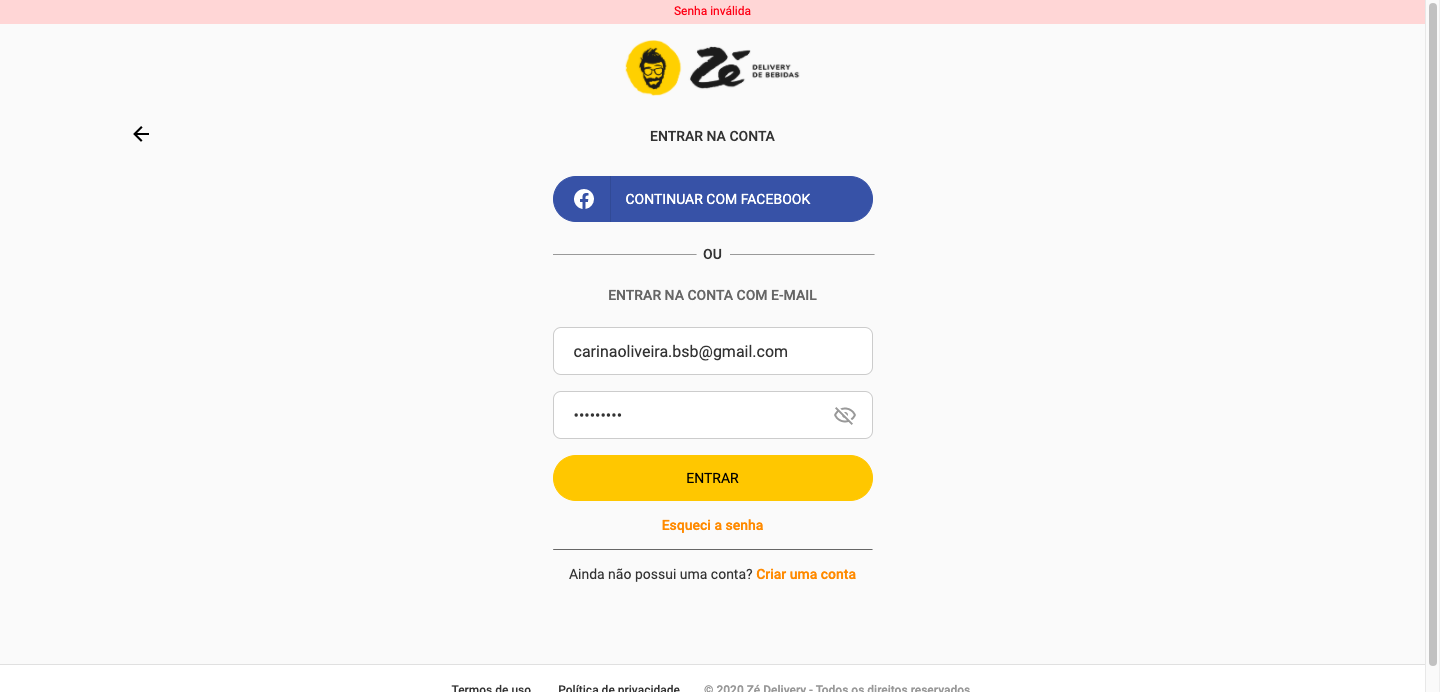 Senha inválida
Zé DELIVERY DE BEBIDAS
ENTRAR NA CONTA
CONTINUAR COM FACEBOOK
OU
ENTRAR NA CONTA COM E-MAIL
carinaoliveira.bsb@gmail.com
•••••••••
ENTRAR
Esqueci a senha
Ainda não possui uma conta? Criar uma conta
Termos de uso Política de privacidade © 2020 Zé Delivery - Todos os direitos reservados